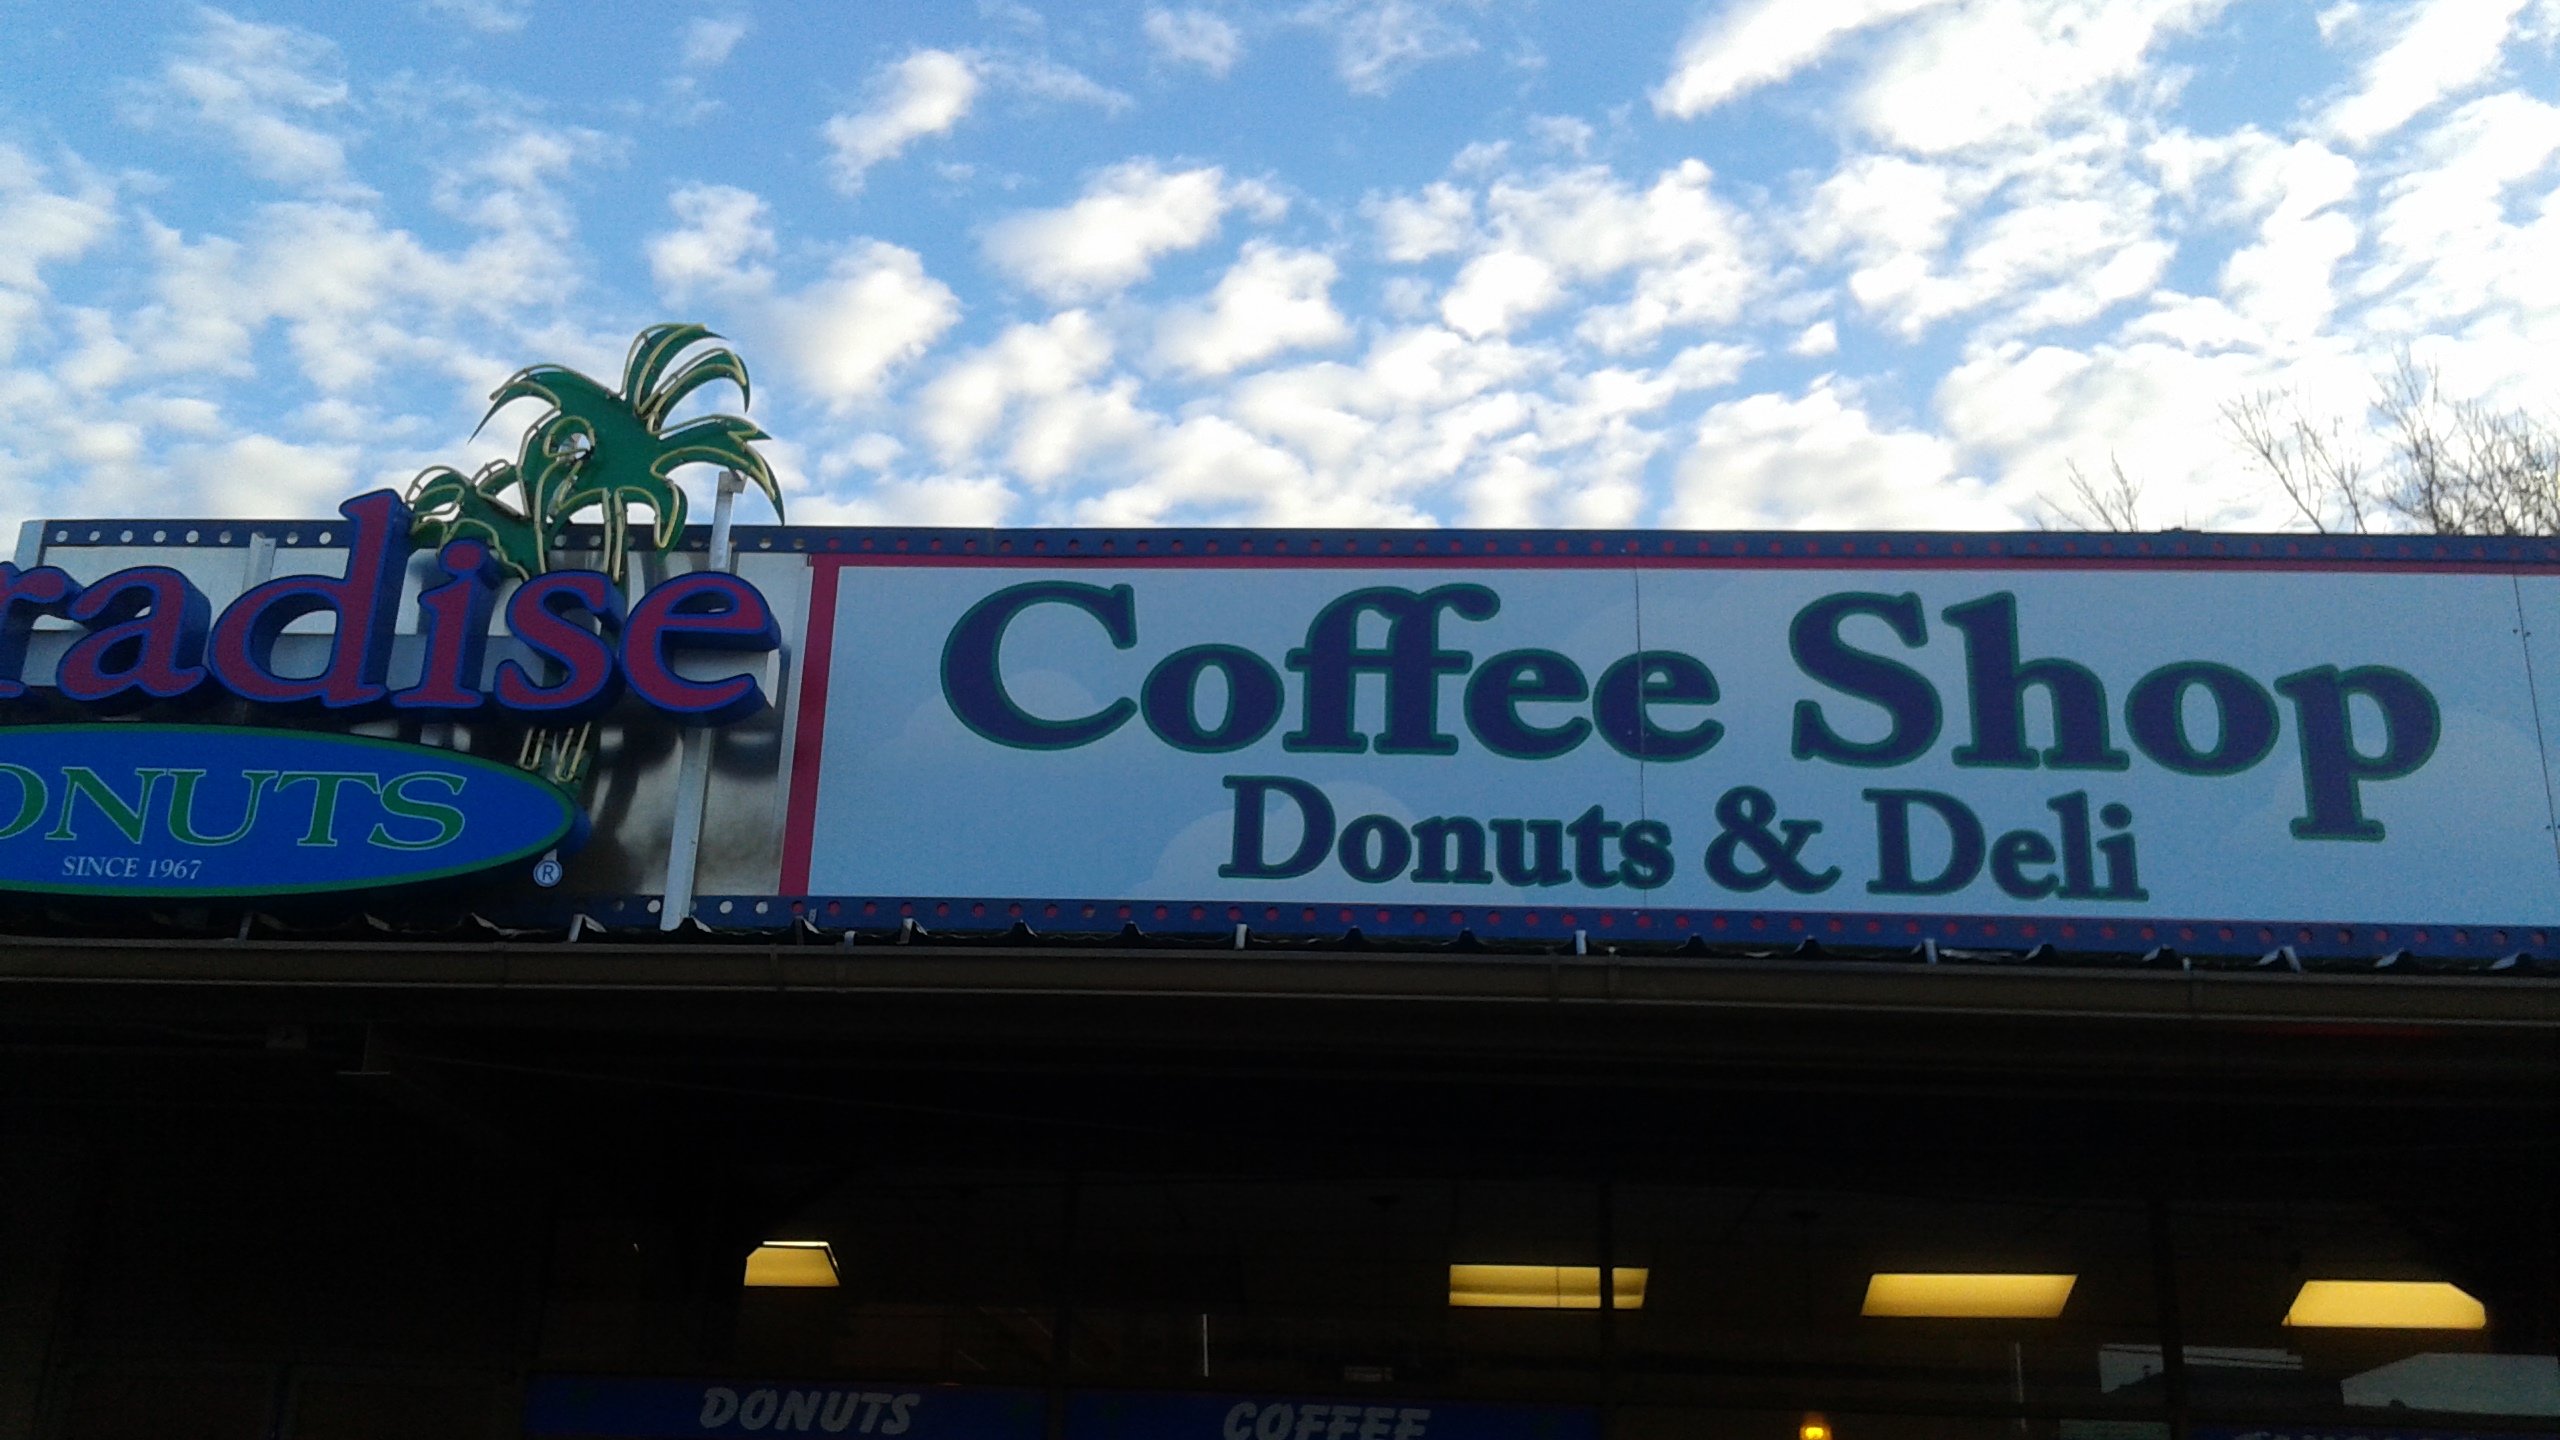 radise
ONUTS
SINCE 1967
®
Coffee Shop
Donuts & Deli
DONUTS
COFFEE